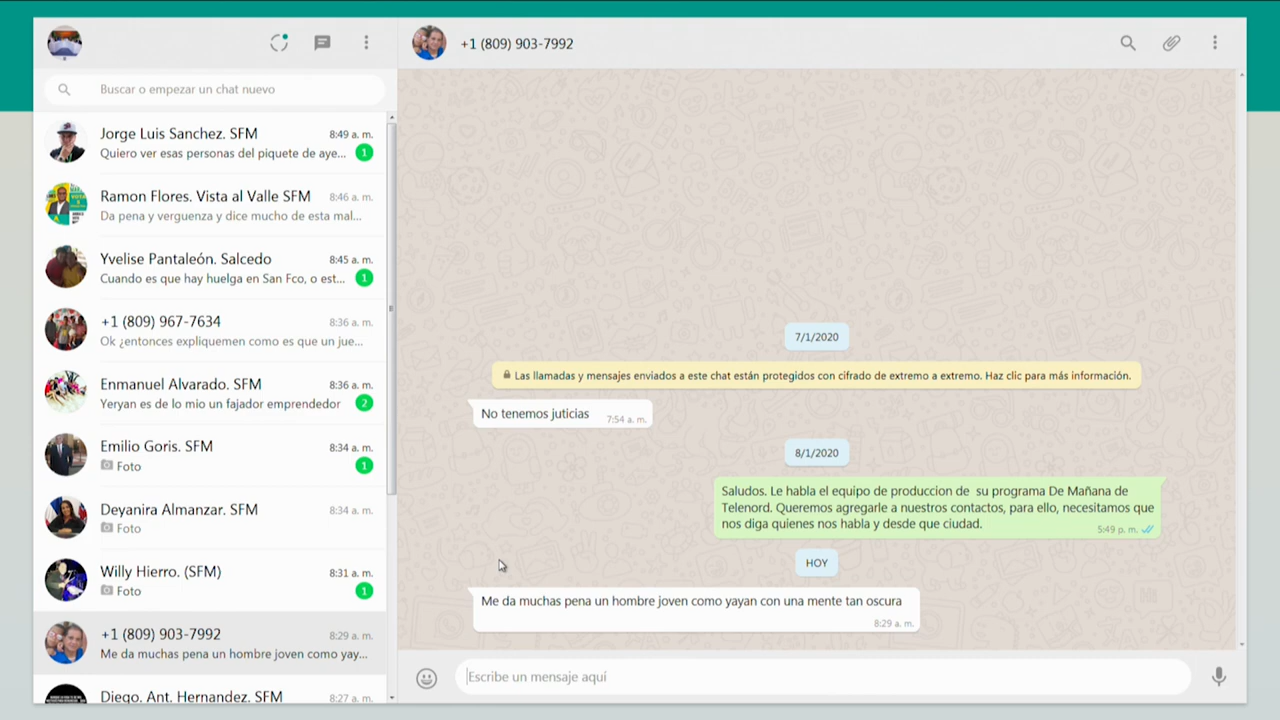 Buscar o empezar un chat nuevo
Jorge Luis Sanchez. SFM
8:49 a. m.
Quiero ver esas personas del piquete de aye...
1
Ramon Flores. Vista al Valle SFM
8:46 a. m.
Da pena y verguenza y dice mucho de esta mal...
Yvelise Pantaleón. Salcedo
8:45 a. m.
Cuando es que hay huelga en San Fco, o est...
1
+1 (809) 967-7634
8:36 a. m.
Ok ¿entonces expliquemen como es que un jue...
Enmanuel Alvarado. SFM
8:36 a. m.
Yeryan es de lo mio un fajador emprendedor
2
Emilio Goris. SFM
8:34 a. m.
Foto
1
Deyanira Almanzar. SFM
8:34 a. m.
Foto
Willy Hierro. (SFM)
8:31 a. m.
Foto
1
+1 (809) 903-7992
8:29 a. m.
Me da muchas pena un hombre joven como yay...
Diego. Ant. Hernandez. SFM
8:27 a. m.
+1 (809) 903-7992
7/1/2020
Las llamadas y mensajes enviados a este chat están protegidos con cifrado de extremo a extremo. Haz clic para más información.
No tenemos juticias
7:54 a. m.
8/1/2020
Saludos. Le habla el equipo de produccion de su programa De Mañana de
Telenord. Queremos agregarle a nuestros contactos, para ello, necesitamos que
nos diga quienes nos habla y desde que ciudad.
5:49 p. m.
HOY
Me da muchas pena un hombre joven como yayan con una mente tan oscura
8:29 a. m.
Escribe un mensaje aquí